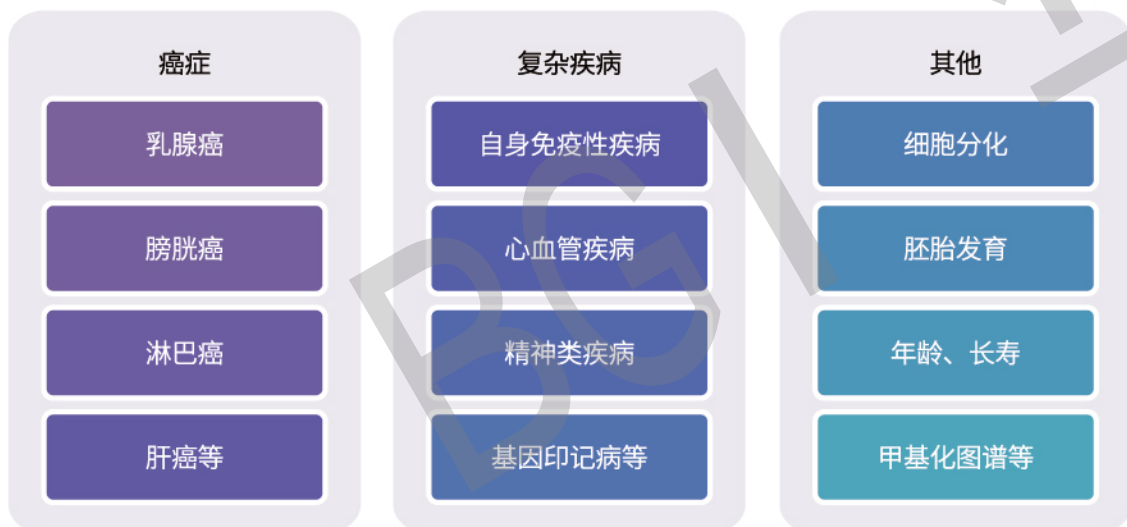 癌症
乳腺癌
膀胱癌
淋巴癌
肝癌等
复杂疾病
自身免疫性疾病
心血管疾病
精神类疾病
基因印记病等
其他
细胞分化
胚胎发育
年龄、长寿
甲基化图谱等
BGI